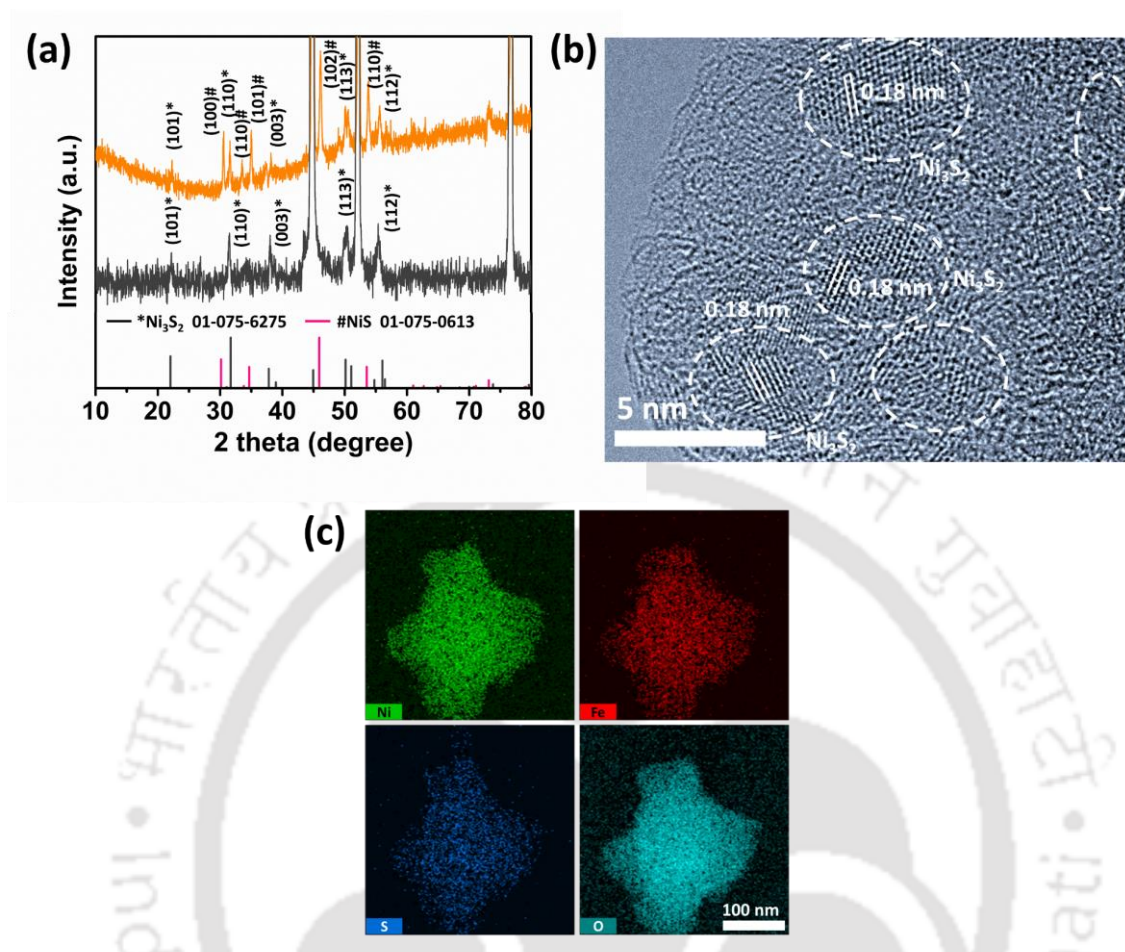 (a)
Intensity (a.u.)
(101)*
(100)#
(110)*
(110)#
(101)#
(003)*
(102)#
(113)*
(110)#
(112)*
(101)*
(110)*
(003)*
(113)*
(112)*
*Ni₃S₂ 01-075-6275 #NiS 01-075-0613
10 20 30 40 50 60 70 80
2 theta (degree)
(b)
0.18 nm
Ni₃S₂
0.18 nm
Ni₃S₂
0.18 nm
Ni₃S₂
5 nm
(c)
Ni
Fe
S
O
100 nm
भारतीय
गुवाहाटी
ati